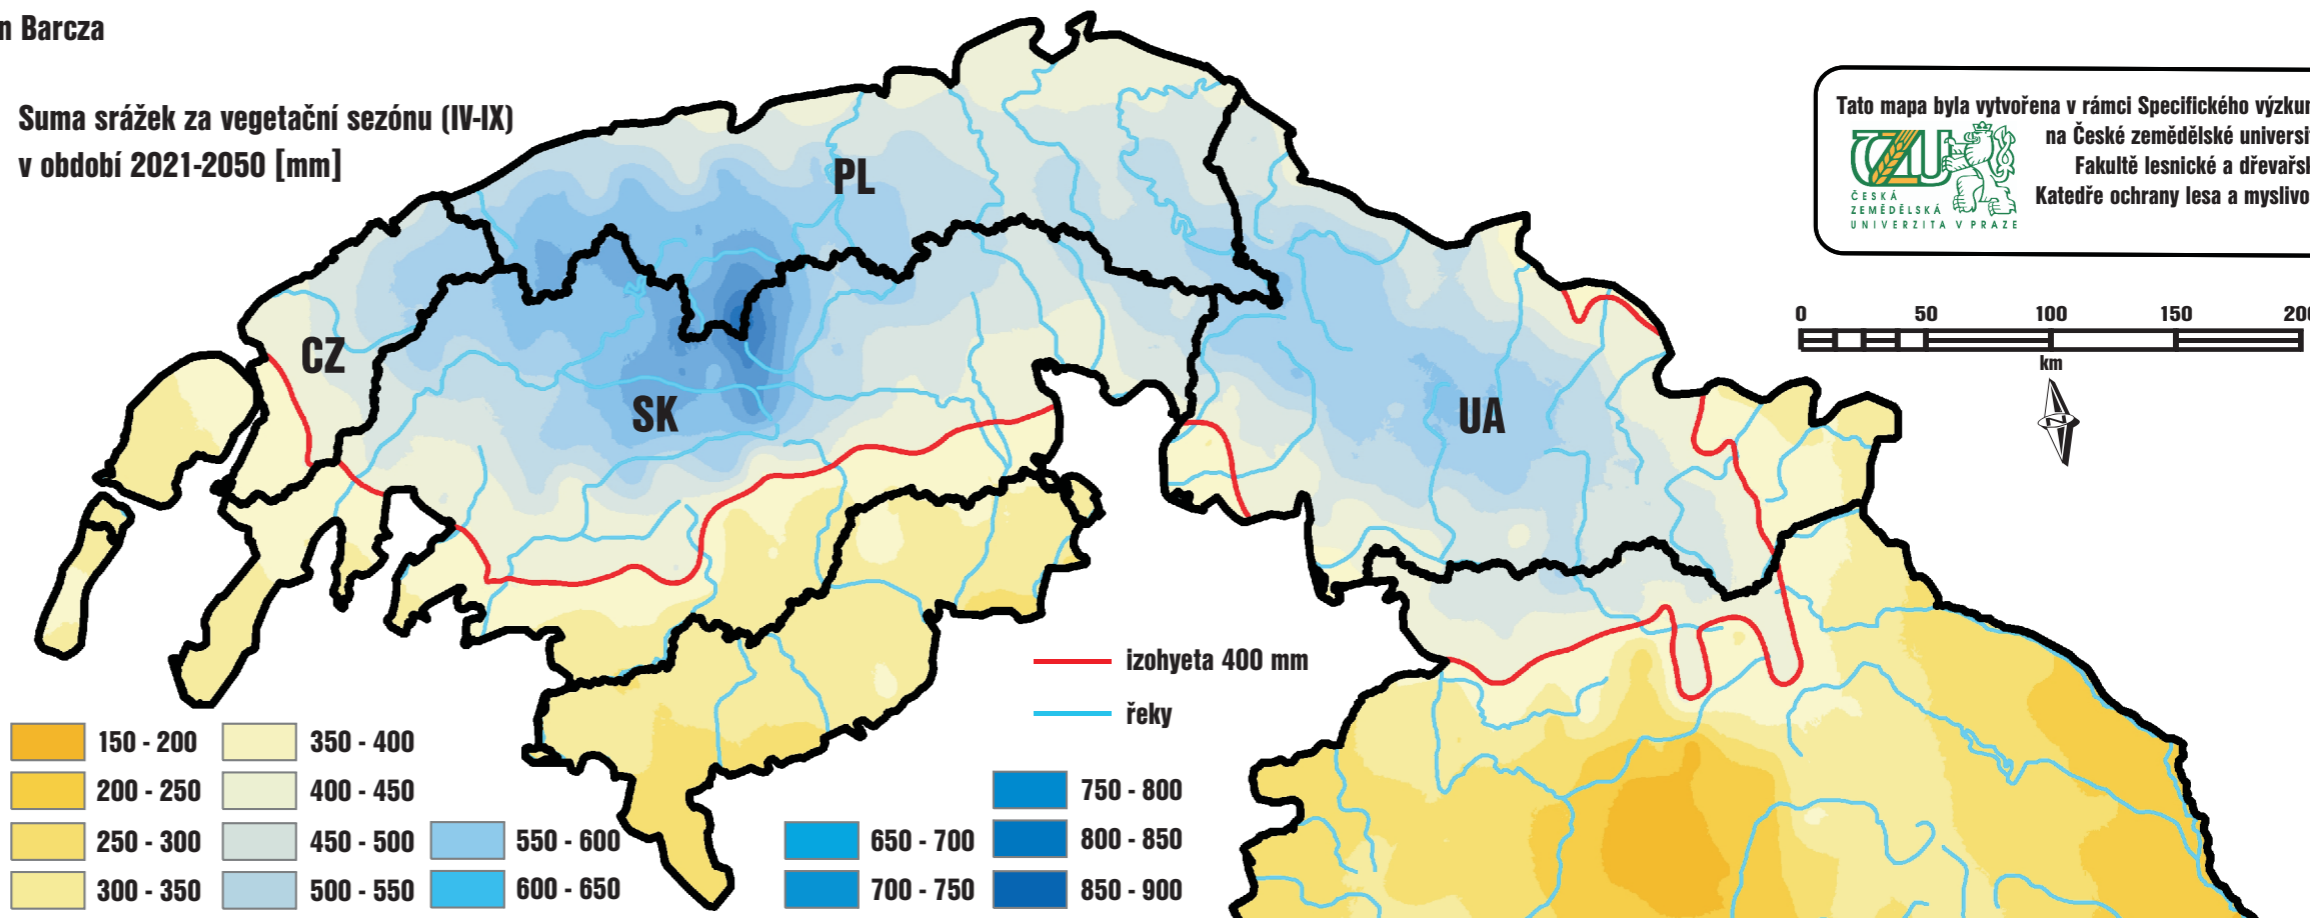 n Barcza
Suma srážek za vegetační sezónu (IV-IX)
v období 2021-2050 [mm]
Tato mapa byla vytvořena v rámci Specifického výzkum
na České zemědělské universit
Fakultě lesnické a dřevařsk
Katedře ochrany lesa a myslivo
ČZU
ČESKÁ
ZEMĚDĚLSKÁ
UNIVERZITA V PRAZE
0 50 100 150 200
km
PL
CZ
SK
UA
izohyeta 400 mm
řeky
150 - 200
200 - 250
250 - 300
300 - 350
350 - 400
400 - 450
450 - 500
500 - 550
550 - 600
600 - 650
650 - 700
700 - 750
750 - 800
800 - 850
850 - 900